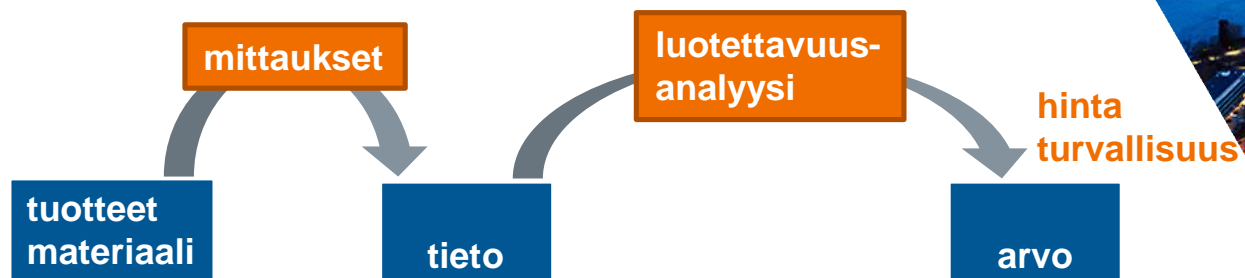 mittaukset
luotettavuus-
analyysi
hinta
turvallisuus
tuotteet
materiaali
tieto
arvo